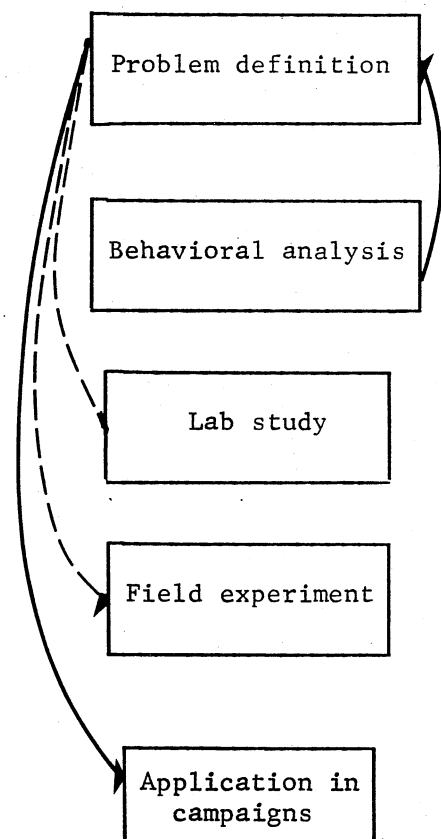 Problem definition
Behavioral analysis
Lab study
Field experiment
Application in
campaigns